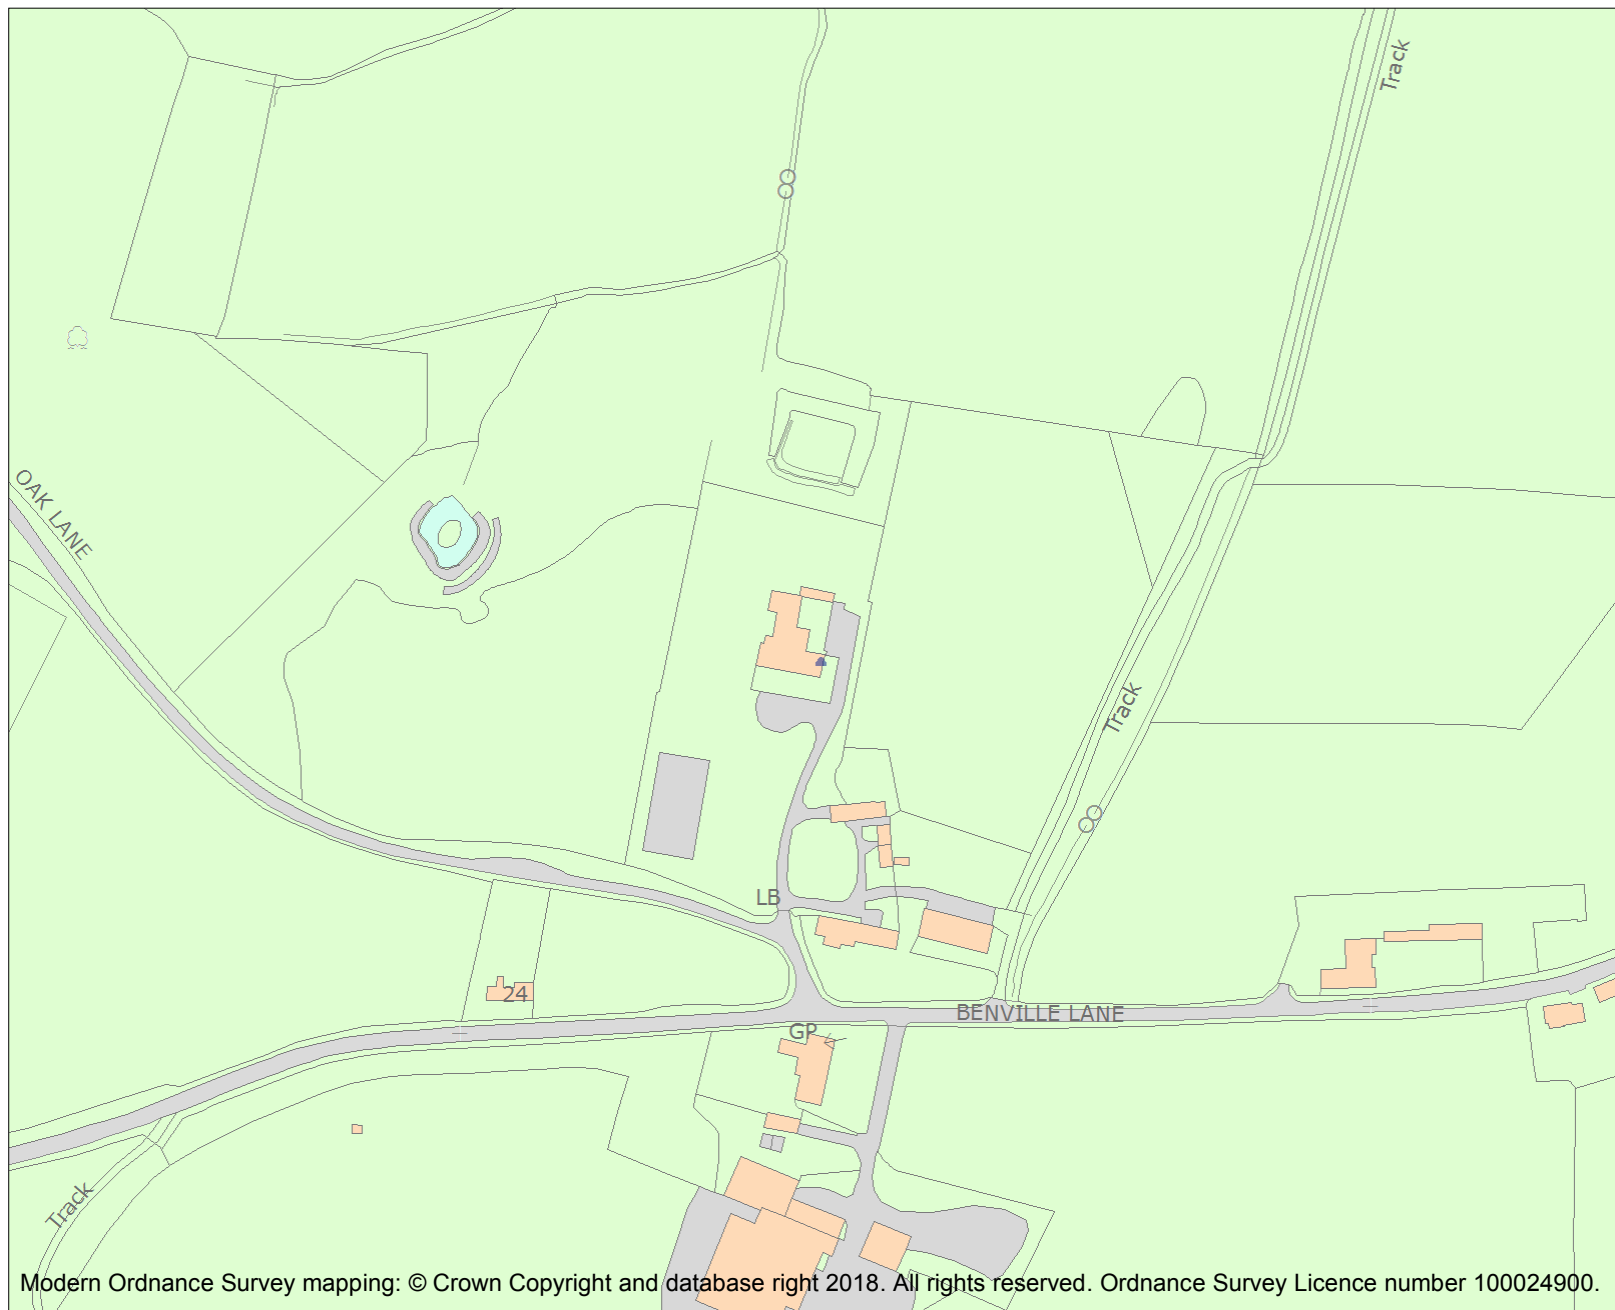 Track
OAK LANE
Track
LB
24
BENVILLE LANE
GP
Track
Modern Ordnance Survey mapping: © Crown Copyright and database right 2018. All rights reserved. Ordnance Survey Licence number 100024900.